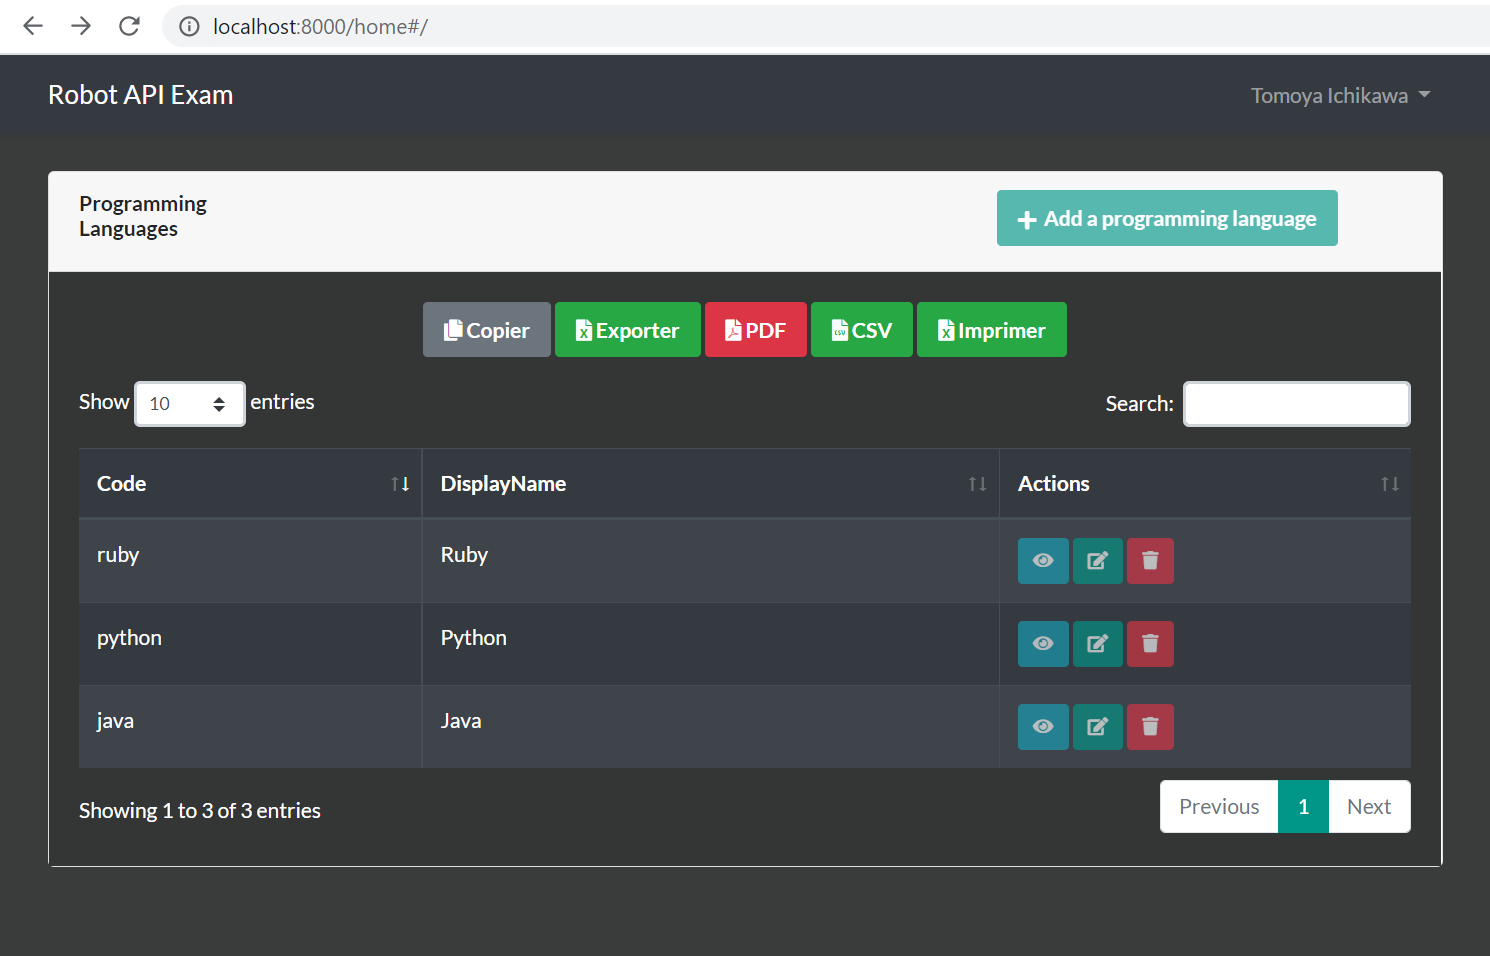 localhost:8000/home#/
Robot API Exam
Tomoya Ichikawa
Programming
Languages
Add a programming language
Copier
Exporter
PDF
CSV
Imprimer
Show 10 entries
Search:
Code
DisplayName
Actions
ruby
Ruby
python
Python
java
Java
Showing 1 to 3 of 3 entries
Previous
1
Next